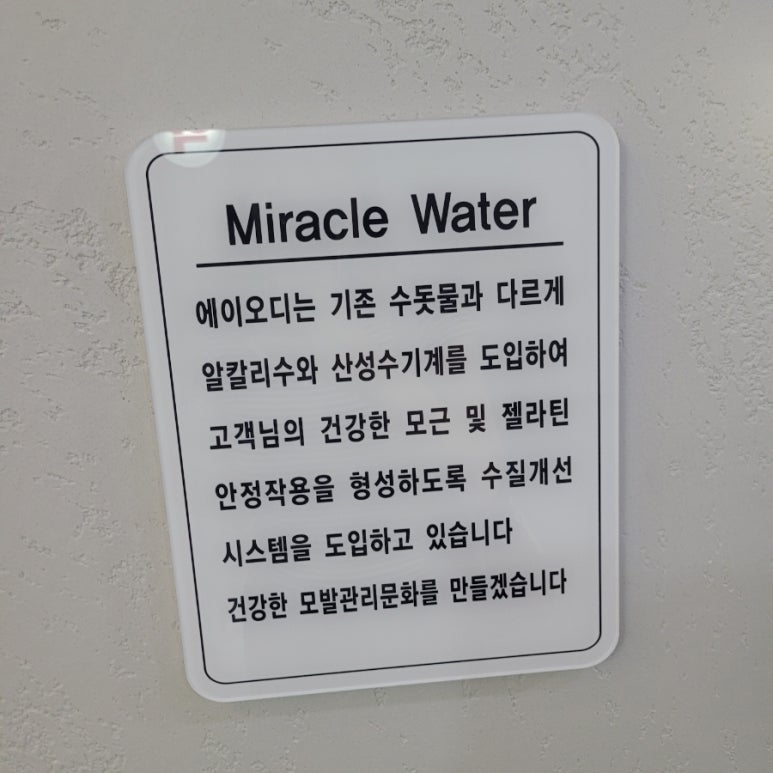 Miracle Water
에이오디는 기존 수돗물과 다르게
알칼리수와 산성수기계를 도입하여
고객님의 건강한 모근 및 젤라틴
안정작용을 형성하도록 수질개선
시스템을 도입하고 있습니다
건강한 모발관리문화를 만들겠습니다